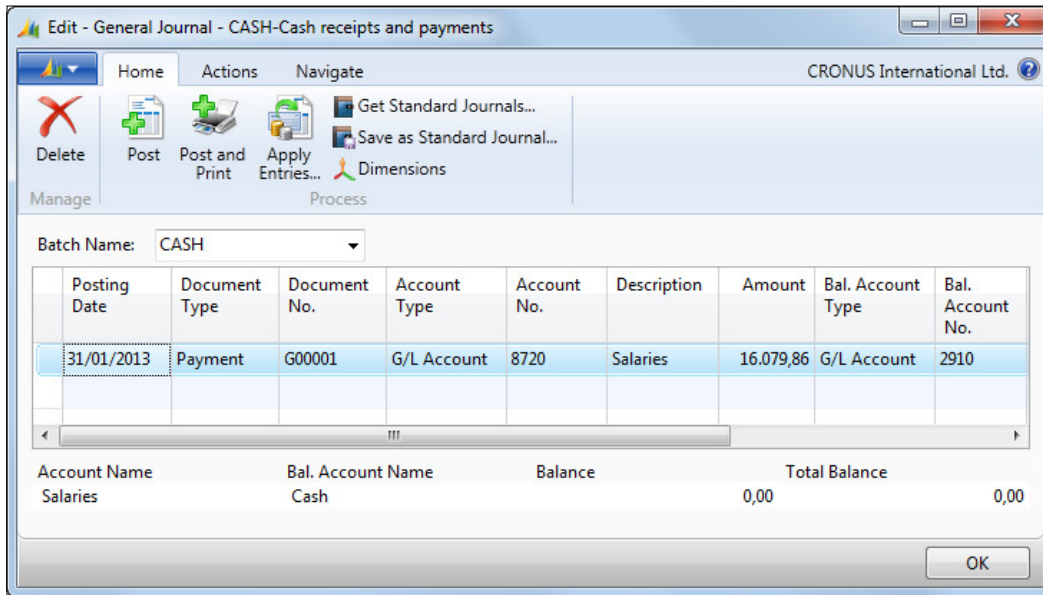 Edit - General Journal - CASH-Cash receipts and payments
Home Actions Navigate CRONUS International Ltd.
Delete
Post
Post and
Print
Apply
Entries...
Get Standard Journals...
Save as Standard Journal...
Dimensions
Manage Process
Batch Name: CASH
Posting Date Document Type Document No. Account Type Account No. Description Amount Bal. Account Type Bal. Account No.
31/01/2013 Payment G00001 G/L Account 8720 Salaries 16.079,86 G/L Account 2910
Account Name Bal. Account Name Balance Total Balance
Salaries Cash 0,00 0,00
OK